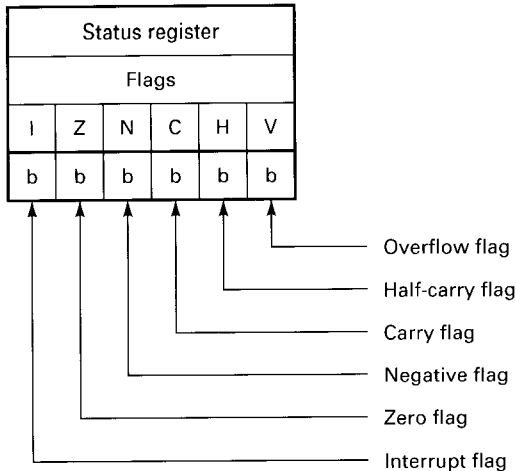 Status register
Flags
I Z N C H V
b b b b b b
Overflow flag
Half-carry flag
Carry flag
Negative flag
Zero flag
Interrupt flag